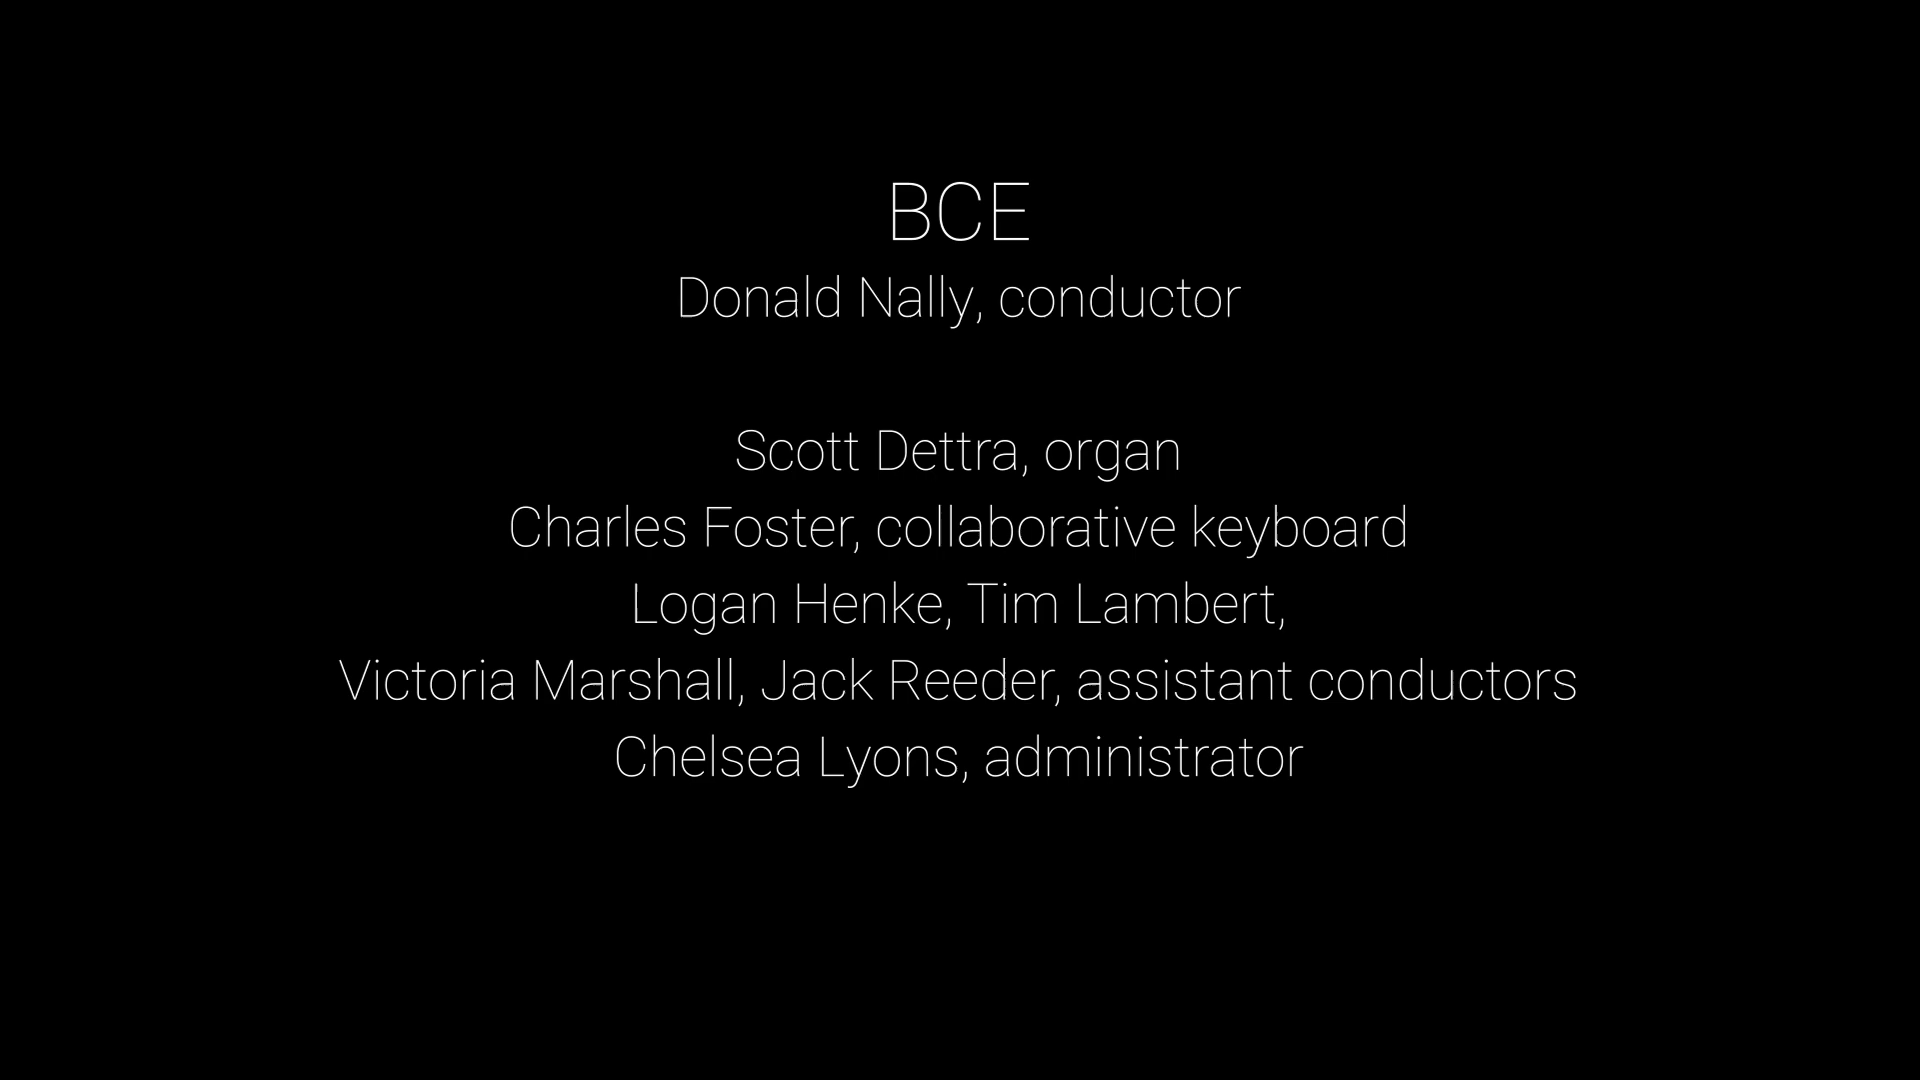 BCE
Donald Nally, conductor
Scott Dettra, organ
Charles Foster, collaborative keyboard
Logan Henke, Tim Lambert,
Victoria Marshall, Jack Reeder, assistant conductors
Chelsea Lyons, administrator